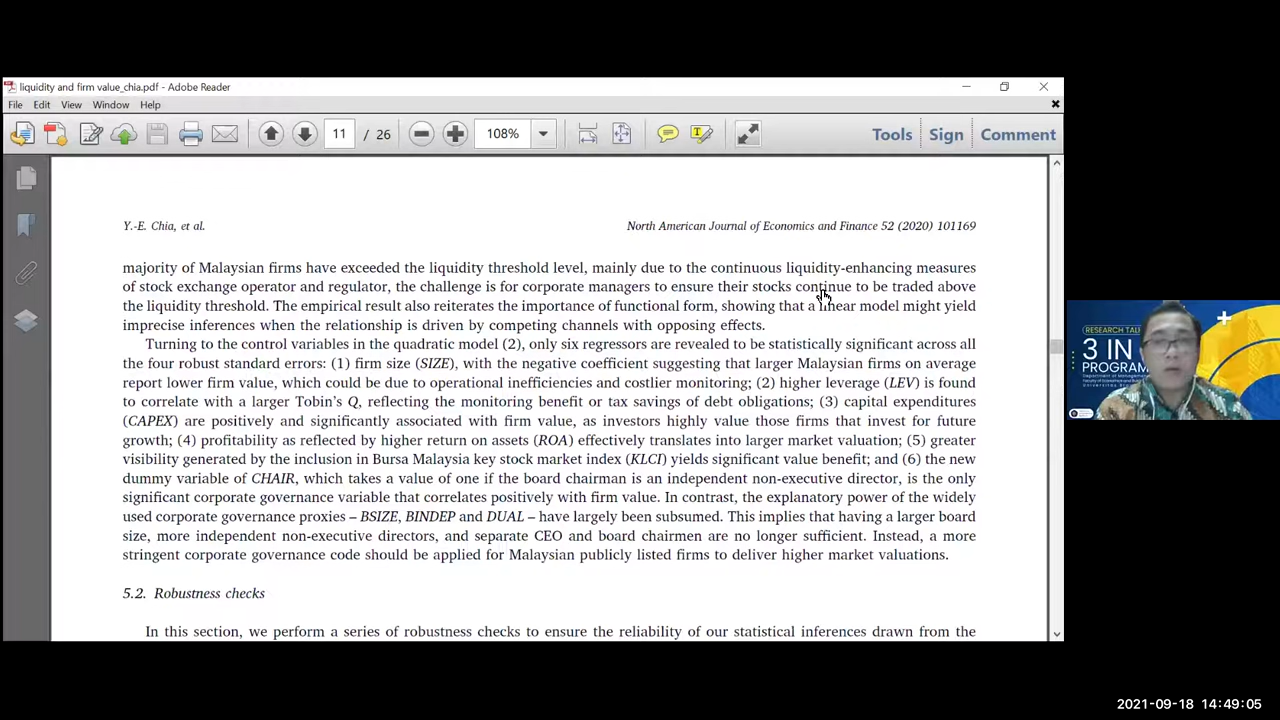 liquidity and firm value_chia.pdf - Adobe Reader
File Edit View Window Help
11 / 26 108% Tools Sign Comment
Y.-E. Chia, et al. North American Journal of Economics and Finance 52 (2020) 101169
majority of Malaysian firms have exceeded the liquidity threshold level, mainly due to the continuous liquidity-enhancing measures
of stock exchange operator and regulator, the challenge is for corporate managers to ensure their stocks continue to be traded above
the liquidity threshold. The empirical result also reiterates the importance of functional form, showing that a linear model might yield
imprecise inferences when the relationship is driven by competing channels with opposing effects.
Turning to the control variables in the quadratic model (2), only six regressors are revealed to be statistically significant across all
the four robust standard errors: (1) firm size (SIZE), with the negative coefficient suggesting that larger Malaysian firms on average
report lower firm value, which could be due to operational inefficiencies and costlier monitoring; (2) higher leverage (LEV) is found
to correlate with a larger Tobin's Q, reflecting the monitoring benefit or tax savings of debt obligations; (3) capital expenditures
(CAPEX) are positively and significantly associated with firm value, as investors highly value those firms that invest for future
growth; (4) profitability as reflected by higher return on assets (ROA) effectively translates into larger market valuation; (5) greater
visibility generated by the inclusion in Bursa Malaysia key stock market index (KLCI) yields significant value benefit; and (6) the new
dummy variable of CHAIR, which takes a value of one if the board chairman is an independent non-executive director, is the only
significant corporate governance variable that correlates positively with firm value. In contrast, the explanatory power of the widely
used corporate governance proxies – BSIZE, BINDEP and DUAL – have largely been subsumed. This implies that having a larger board
size, more independent non-executive directors, and separate CEO and board chairmen are no longer sufficient. Instead, a more
stringent corporate governance code should be applied for Malaysian publicly listed firms to deliver higher market valuations.
5.2. Robustness checks
In this section, we perform a series of robustness checks to ensure the reliability of our statistical inferences drawn from the
RESEARCH TAL
3 IN
PROGRAM
2021-09-18 14:49:05